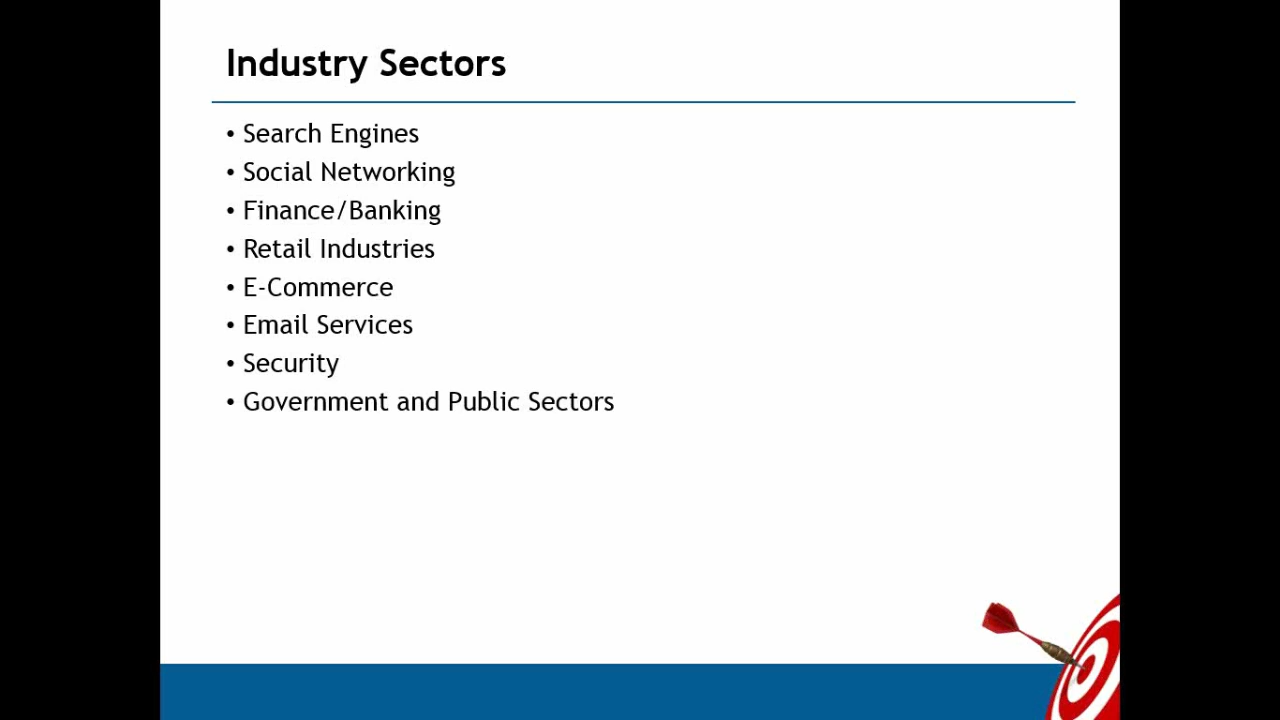 Industry Sectors
• Search Engines
• Social Networking
• Finance/Banking
• Retail Industries
• E-Commerce
• Email Services
• Security
• Government and Public Sectors